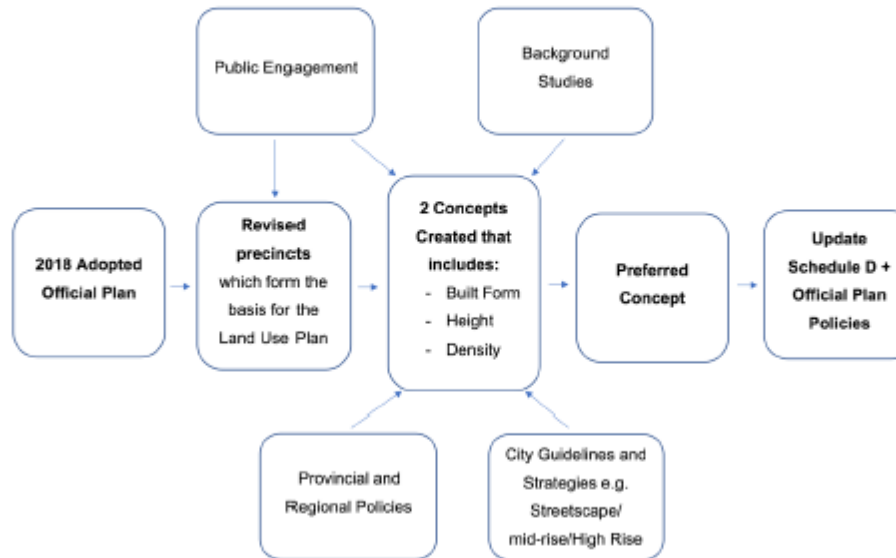 Public Engagement
Background
Studies
2018 Adopted
Official Plan
Revised
precincts
which form the
basis for the
Land Use Plan
2 Concepts
Created that
includes:
- Built Form
- Height
- Density
Preferred
Concept
Update
Schedule D +
Official Plan
Policies
Provincial and
Regional Policies
City Guidelines and
Strategies e.g.
Streetscape/
mid-rise/High Rise